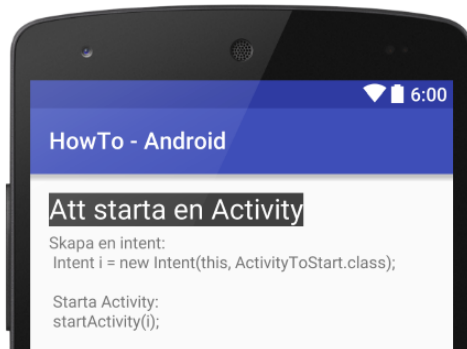 6:00
HowTo - Android
Att starta en Activity
Skapa en intent:
Intent i = new Intent(this, ActivityToStart.class);
Starta Activity:
startActivity(i);